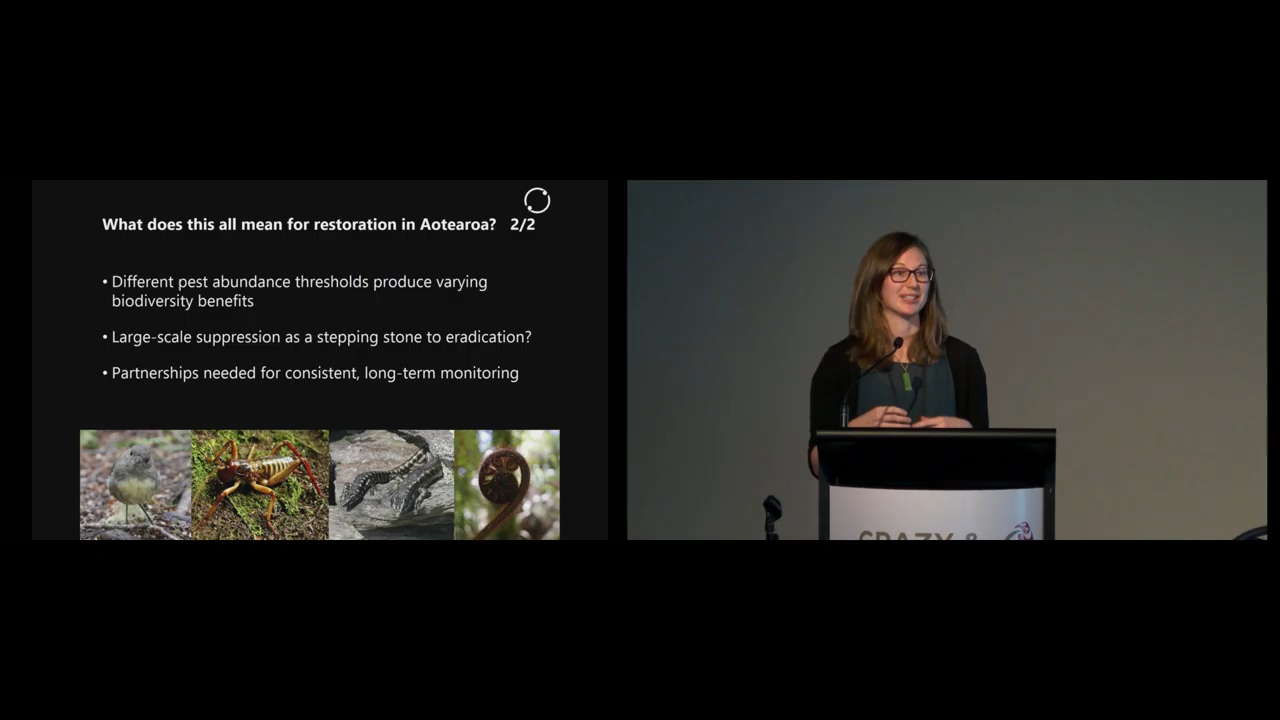 What does this all mean for restoration in Aotearoa? 2/2
• Different pest abundance thresholds produce varying
biodiversity benefits
• Large-scale suppression as a stepping stone to eradication?
• Partnerships needed for consistent, long-term monitoring
CRAZY &